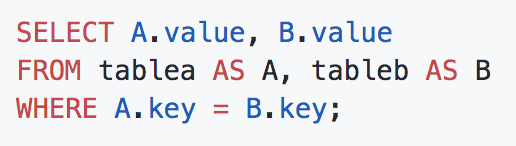 SELECT A.value, B.value
FROM tablea AS A, tableb AS B
WHERE A.key = B.key;